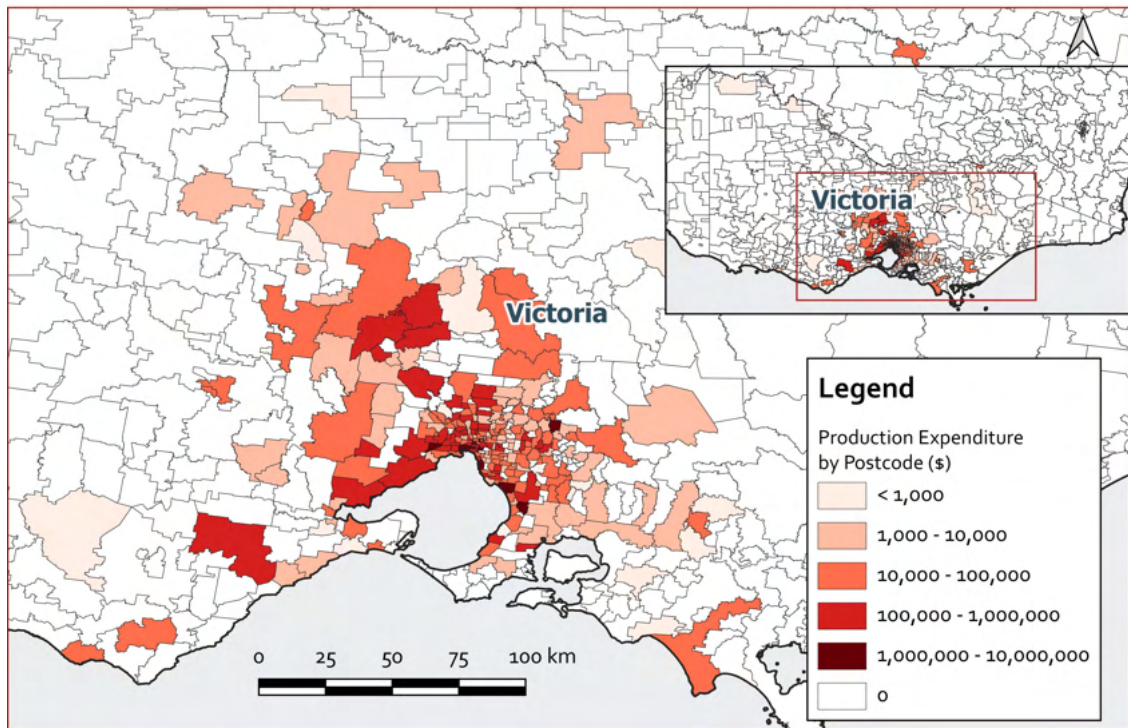 Victoria
Victoria
Legend
Production Expenditure
by Postcode ($)
< 1,000
1,000 - 10,000
10,000 - 100,000
100,000 - 1,000,000
1,000,000 - 10,000,000
0
0 25 50 75 100 km